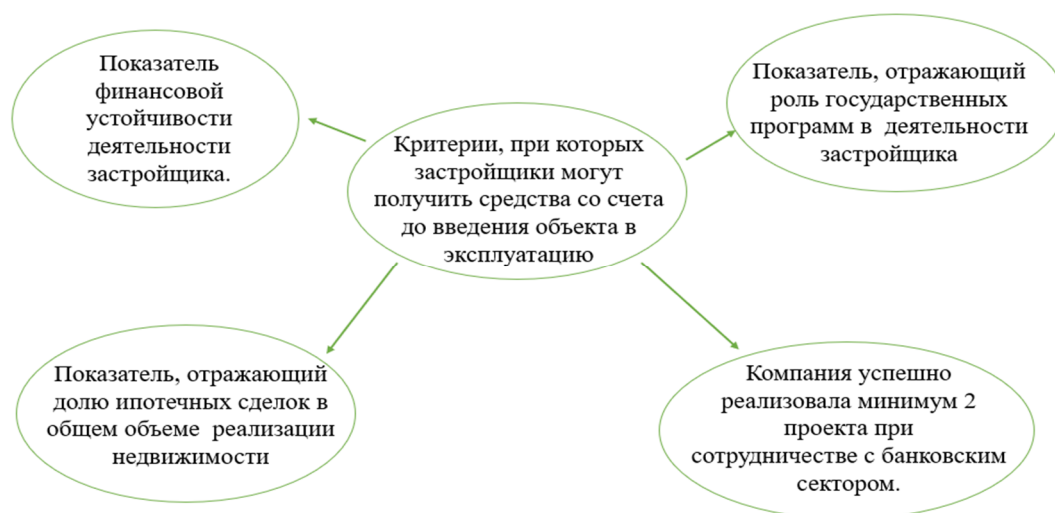 Показатель
финансовой
устойчивости
деятельности
застройщика.
Показатель, отражающий
роль государственных
программ в деятельности
застройщика
Критерии, при которых
застройщики могут
получить средства со счета
до введения объекта в
эксплуатацию
Показатель, отражающий
долю ипотечных сделок в
общем объеме реализации
недвижимости
Компания успешно
реализовала минимум 2
проекта при
сотрудничестве с банковским
сектором.